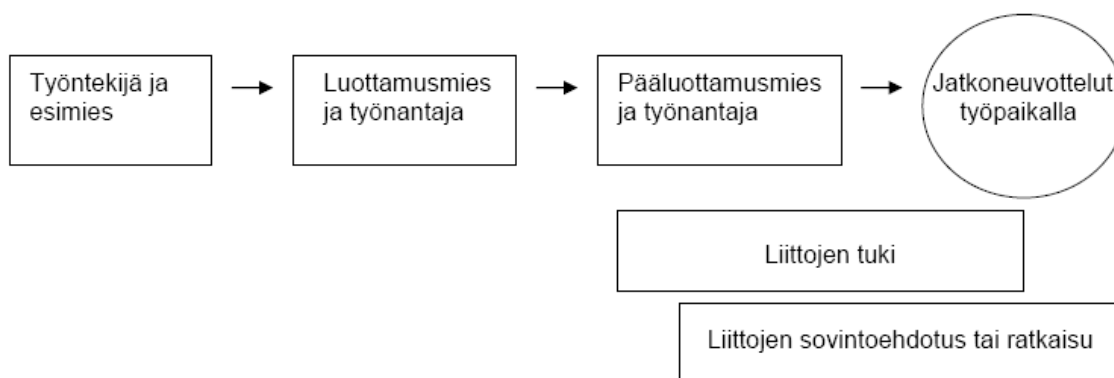 Työntekijä ja
esimies
Luottamusmies
ja työnantaja
Pääluottamusmies
ja työnantaja
Jatkoneuvottelut
työpaikalla
Liittojen tuki
Liittojen sovintoehdotus tai ratkaisu